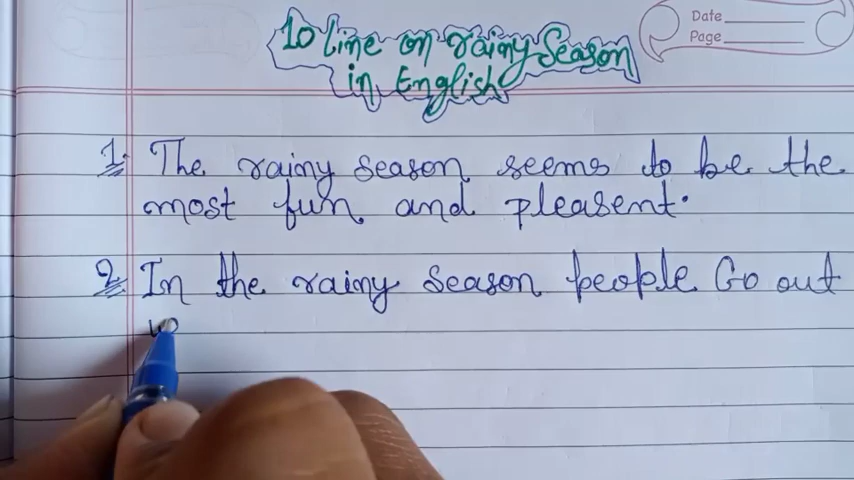 10 line on rainy Season
in English
Date
Page
1. The rainy season seems to be the
most fun and pleasent.
2. In the rainy season people Go out